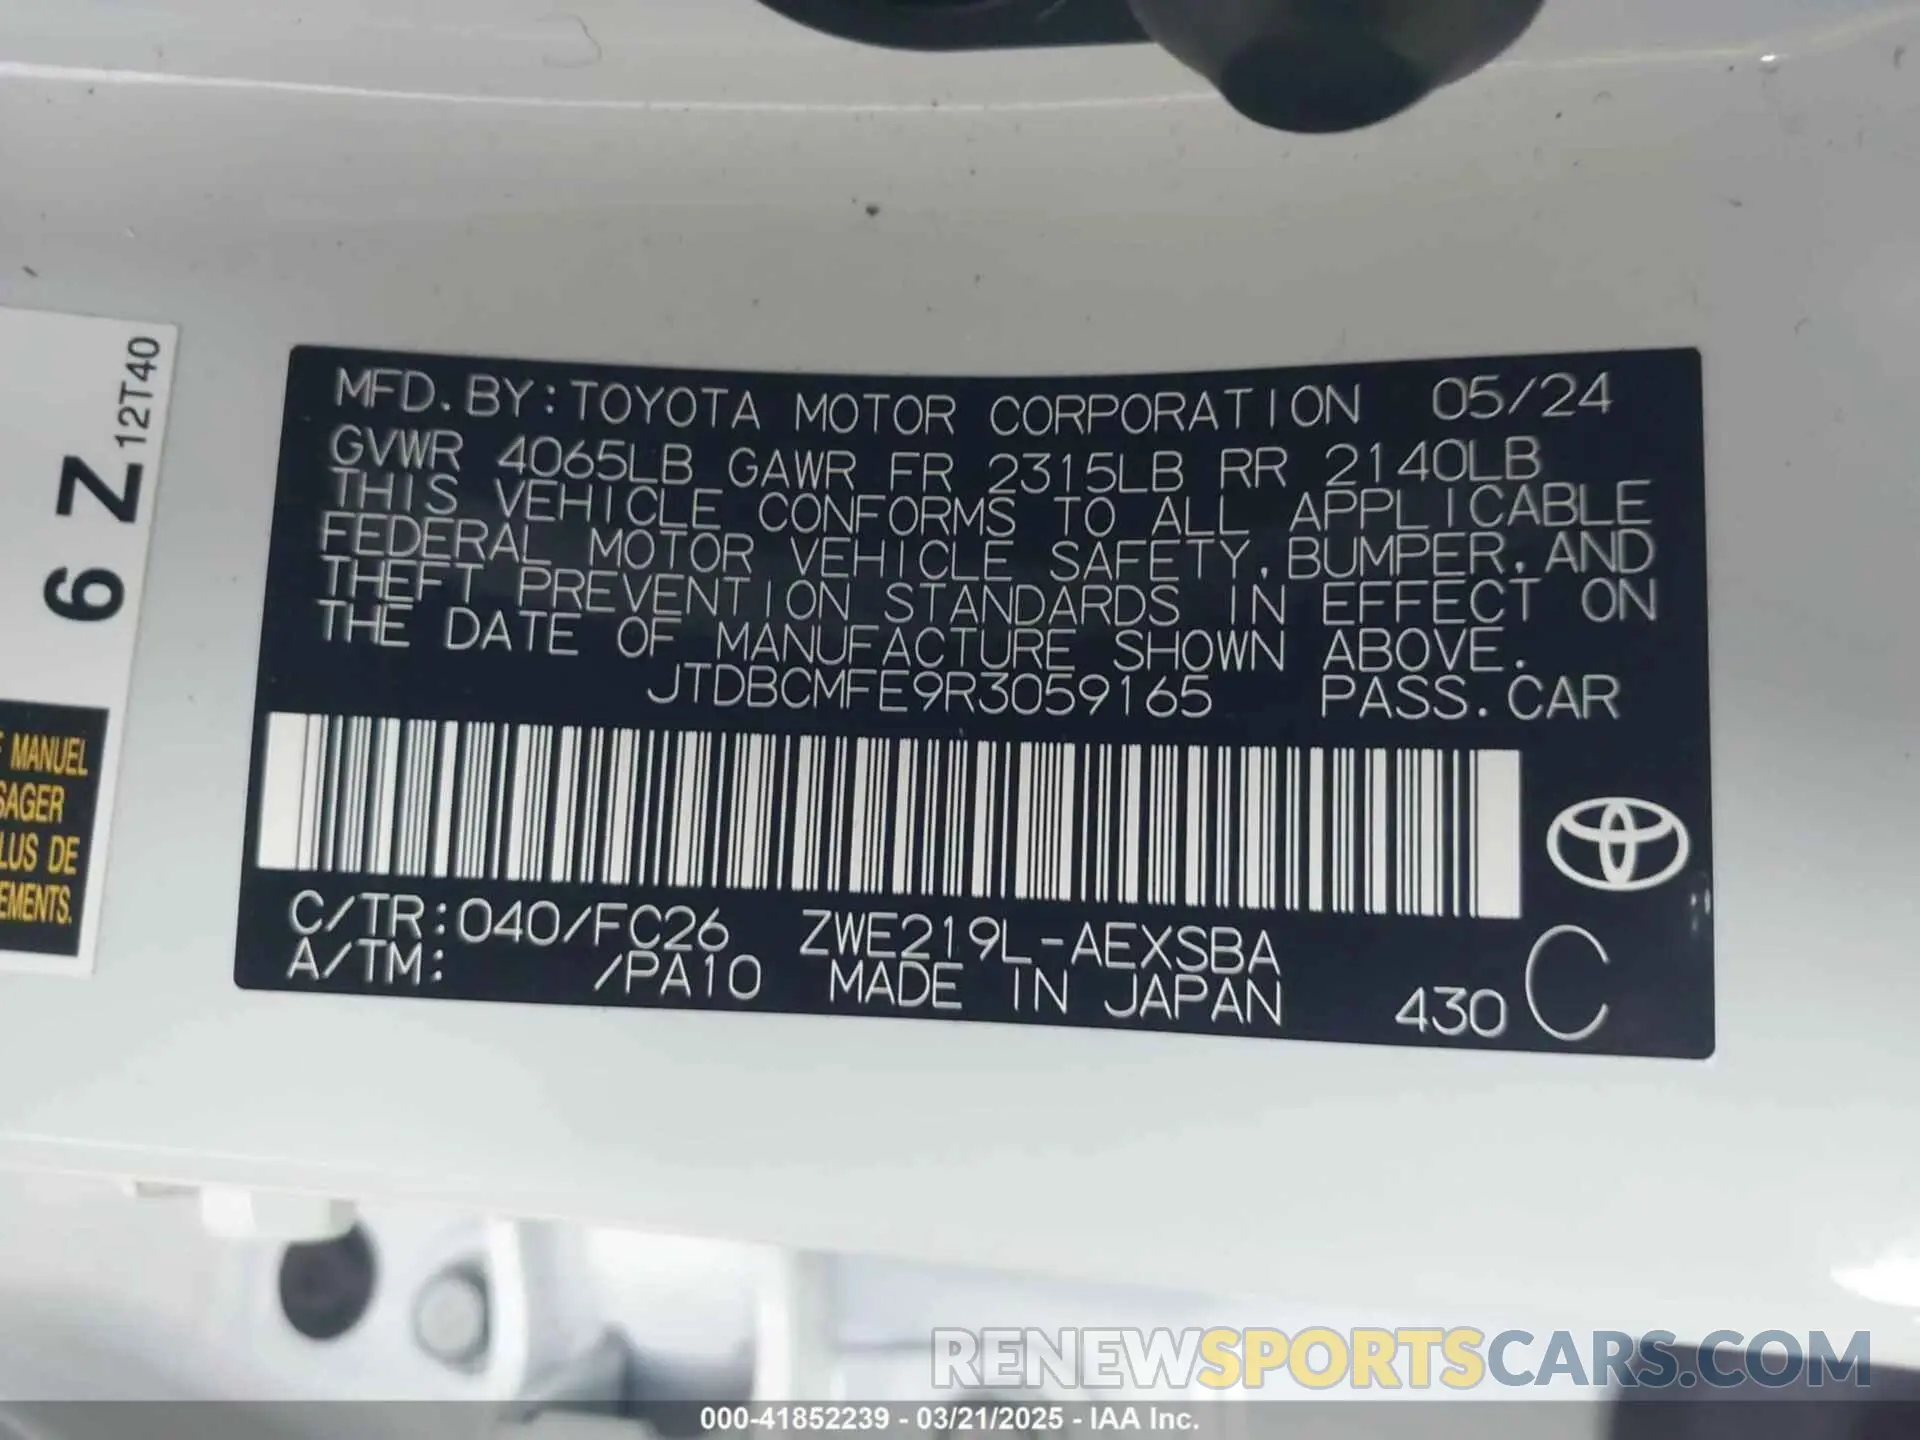 MFD. BY: TOYOTA MOTOR CORPORATION 05/24
GVWR 4065LB GAWR FR 2315LB RR 2140LB
THIS VEHICLE CONFORMS TO ALL APPLICABLE
FEDERAL MOTOR VEHICLE SAFETY, BUMPER, AND
THEFT PREVENTION STANDARDS IN EFFECT ON
THE DATE OF MANUFACTURE SHOWN ABOVE.
JTDBCMFE9R3059165 PASS. CAR
C/TR: 040/FC26 ZWE219L-AEXSBA
A/TM: /PA10 MADE IN JAPAN 430 C
6 Z 12T40
MANUEL
SAGER
LUS DE
EMENTS.
RENEWSPORTSCARS.COM
000-41852239 - 03/21/2025 - IAA Inc.